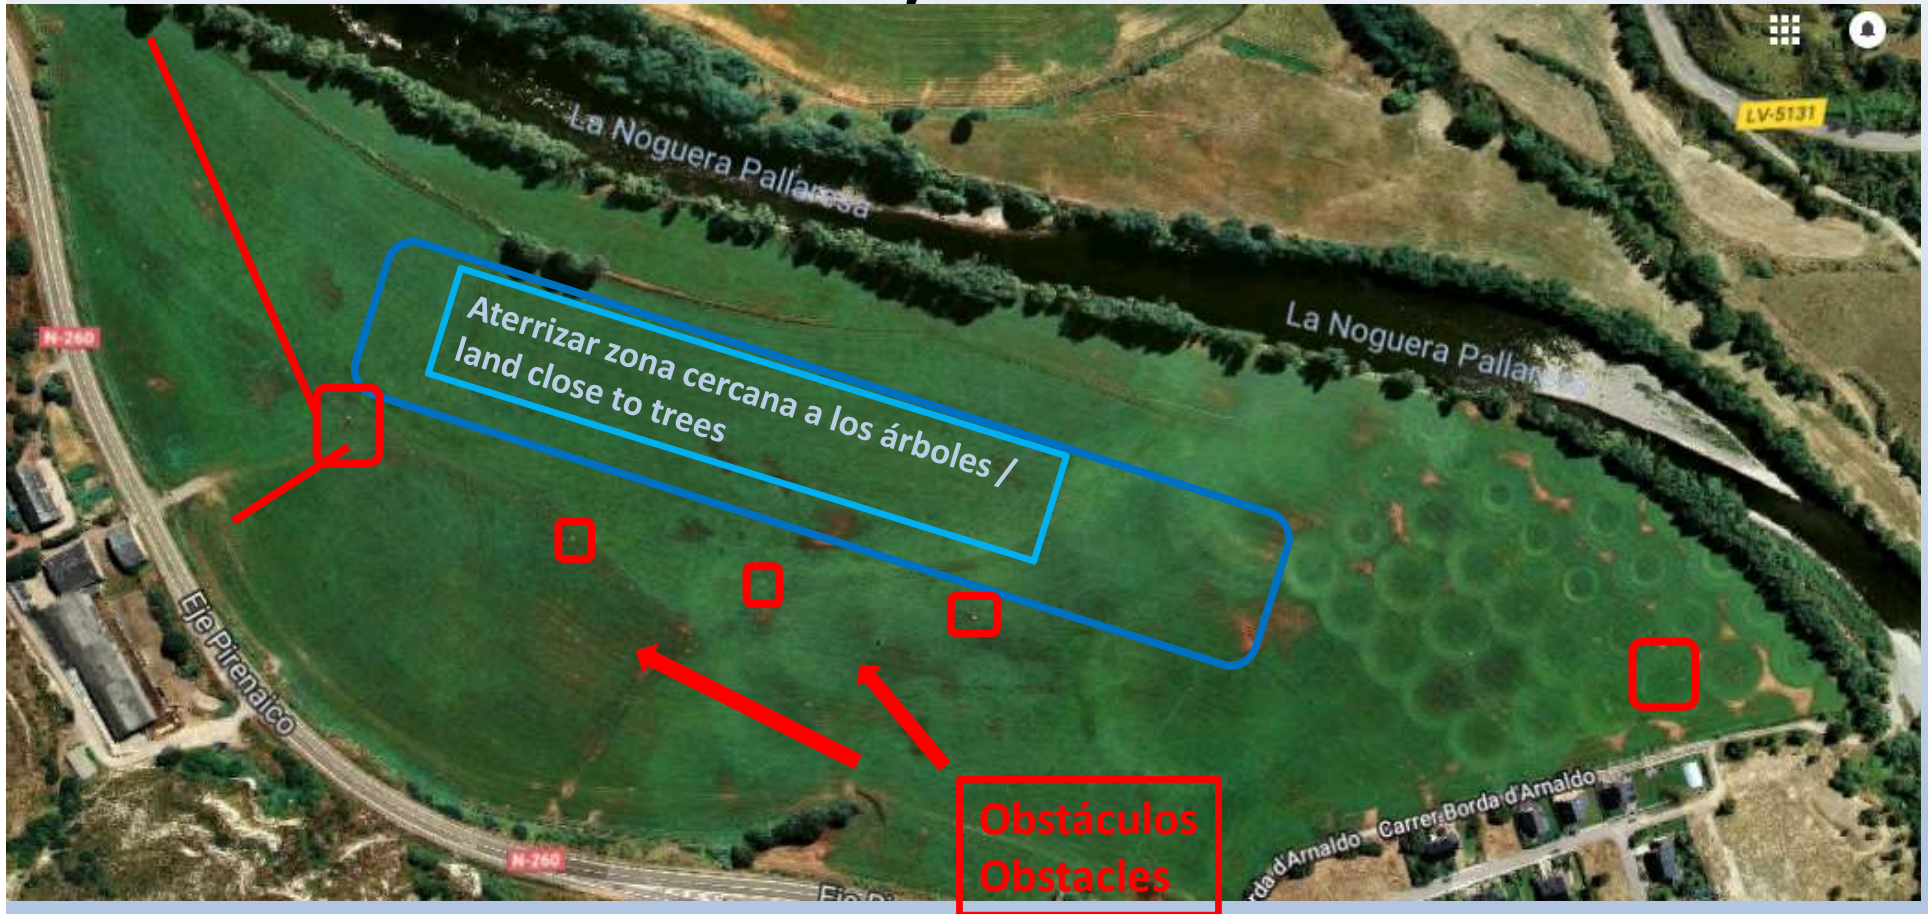 LV-5131
La Noguera Pallaresa
La Noguera Pallar
N-260
Aterrizar zona cercana a los árboles /
land close to trees
Eje Pirenaico
Obstáculos
Obstacles
Carrer Borda d'Arnaldo
d'Arnaldo
N-260
Eje